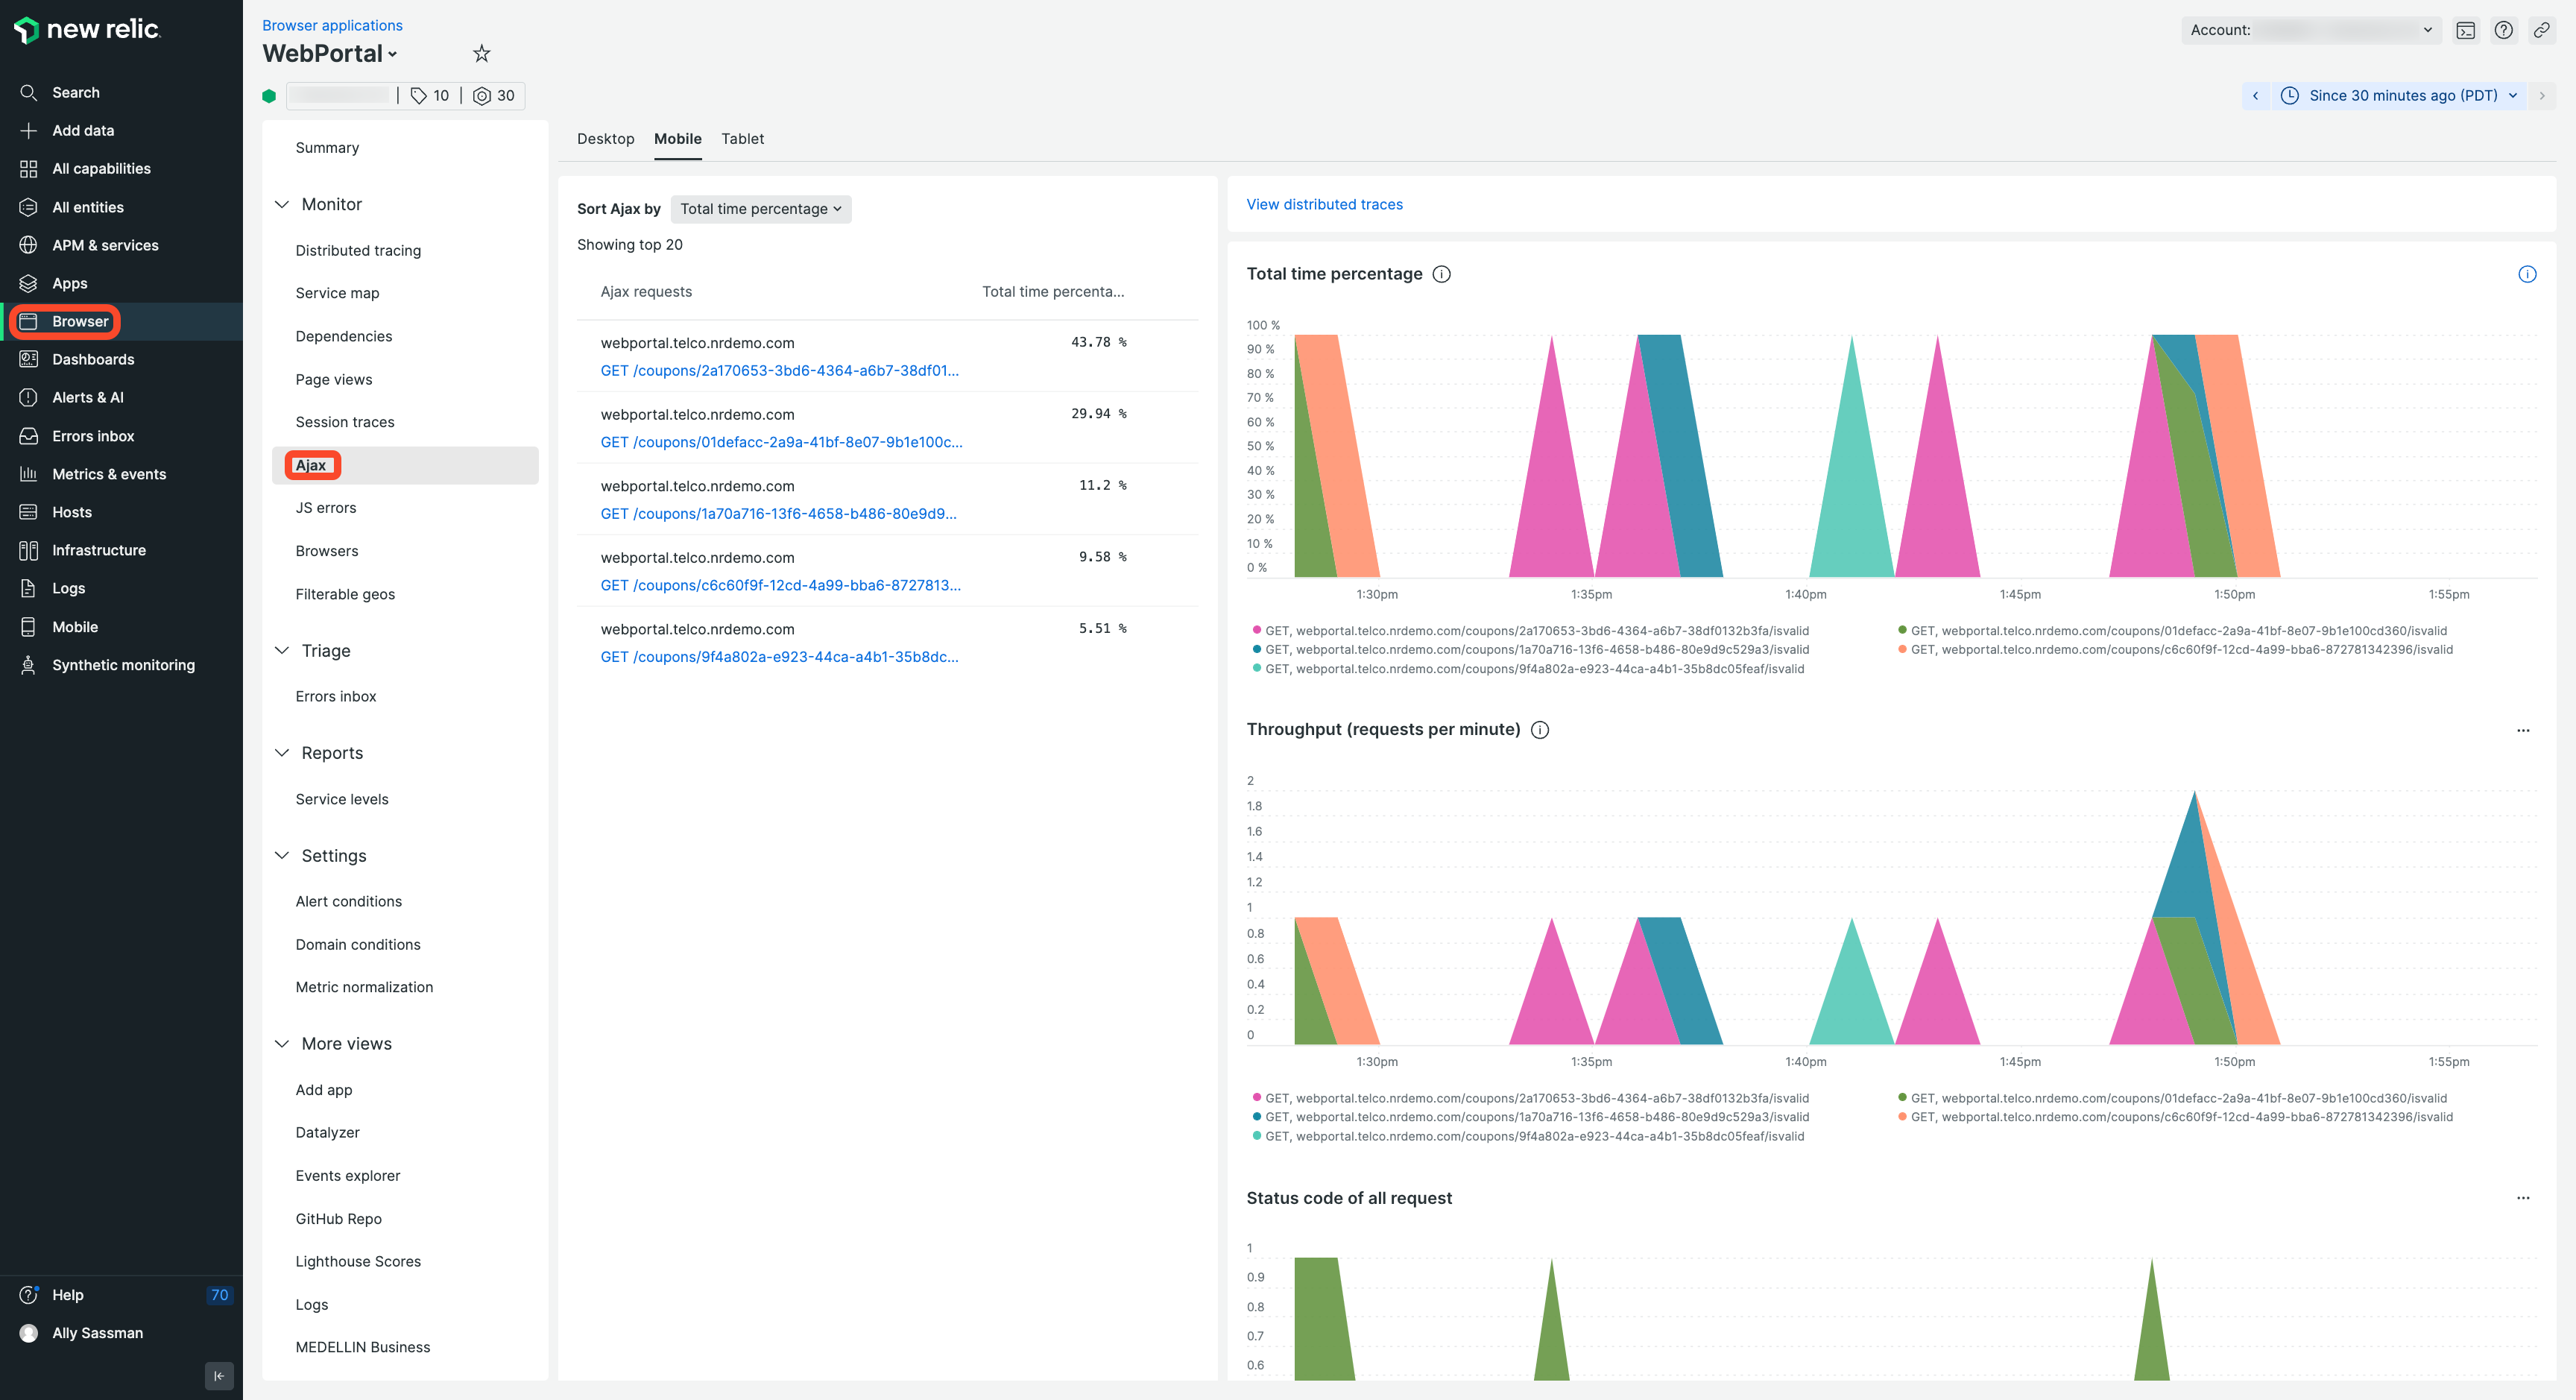 new relic.
Search
Add data
All capabilities
All entities
APM & services
Apps
Browser
Dashboards
Alerts & AI
Errors inbox
Metrics & events
Hosts
Infrastructure
Logs
Mobile
Synthetic monitoring
Help 70
Ally Sassman
Browser applications
WebPortal
10 | 30
Account:
Since 30 minutes ago (PDT)
Summary
Monitor
Distributed tracing
Service map
Dependencies
Page views
Session traces
Ajax
JS errors
Browsers
Filterable geos
Triage
Errors inbox
Reports
Service levels
Settings
Alert conditions
Domain conditions
Metric normalization
More views
Add app
Datalyzer
Events explorer
GitHub Repo
Lighthouse Scores
Logs
MEDELLIN Business
Desktop Mobile Tablet
Sort Ajax by Total time percentage
Showing top 20
Ajax requests Total time percenta...
webportal.telco.nrdemo.com 43.78 %
GET /coupons/2a170653-3bd6-4364-a6b7-38df01...
webportal.telco.nrdemo.com 29.94 %
GET /coupons/01defacc-2a9a-41bf-8e07-9b1e100c...
webportal.telco.nrdemo.com 11.2 %
GET /coupons/1a70a716-13f6-4658-b486-80e9d9...
webportal.telco.nrdemo.com 9.58 %
GET /coupons/c6c60f9f-12cd-4a99-bba6-8727813...
webportal.telco.nrdemo.com 5.51 %
GET /coupons/9f4a802a-e923-44ca-a4b1-35b8dc...
View distributed traces
Total time percentage
100 %
90 %
80 %
70 %
60 %
50 %
40 %
30 %
20 %
10 %
0 %
1:30pm 1:35pm 1:40pm 1:45pm 1:50pm 1:55pm
GET, webportal.telco.nrdemo.com/coupons/2a170653-3bd6-4364-a6b7-38df0132b3fa/isvalid
GET, webportal.telco.nrdemo.com/coupons/01defacc-2a9a-41bf-8e07-9b1e100cd360/isvalid
GET, webportal.telco.nrdemo.com/coupons/1a70a716-13f6-4658-b486-80e9d9c529a3/isvalid
GET, webportal.telco.nrdemo.com/coupons/c6c60f9f-12cd-4a99-bba6-872781342396/isvalid
GET, webportal.telco.nrdemo.com/coupons/9f4a802a-e923-44ca-a4b1-35b8dc05feaf/isvalid
Throughput (requests per minute)
2
1.8
1.6
1.4
1.2
1
0.8
0.6
0.4
0.2
0
1:30pm 1:35pm 1:40pm 1:45pm 1:50pm 1:55pm
GET, webportal.telco.nrdemo.com/coupons/2a170653-3bd6-4364-a6b7-38df0132b3fa/isvalid
GET, webportal.telco.nrdemo.com/coupons/01defacc-2a9a-41bf-8e07-9b1e100cd360/isvalid
GET, webportal.telco.nrdemo.com/coupons/1a70a716-13f6-4658-b486-80e9d9c529a3/isvalid
GET, webportal.telco.nrdemo.com/coupons/c6c60f9f-12cd-4a99-bba6-872781342396/isvalid
GET, webportal.telco.nrdemo.com/coupons/9f4a802a-e923-44ca-a4b1-35b8dc05feaf/isvalid
Status code of all request
1
0.9
0.8
0.7
0.6